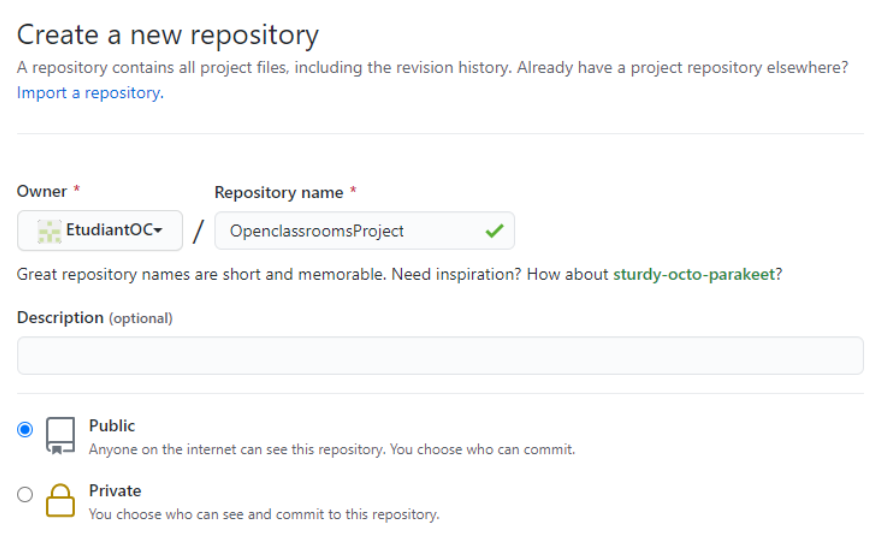 Create a new repository
A repository contains all project files, including the revision history. Already have a project repository elsewhere?
Import a repository.
Owner * Repository name *
EtudiantOC / OpenclassroomsProject
Great repository names are short and memorable. Need inspiration? How about sturdy-octo-parakeet?
Description (optional)
Public
Anyone on the internet can see this repository. You choose who can commit.
Private
You choose who can see and commit to this repository.